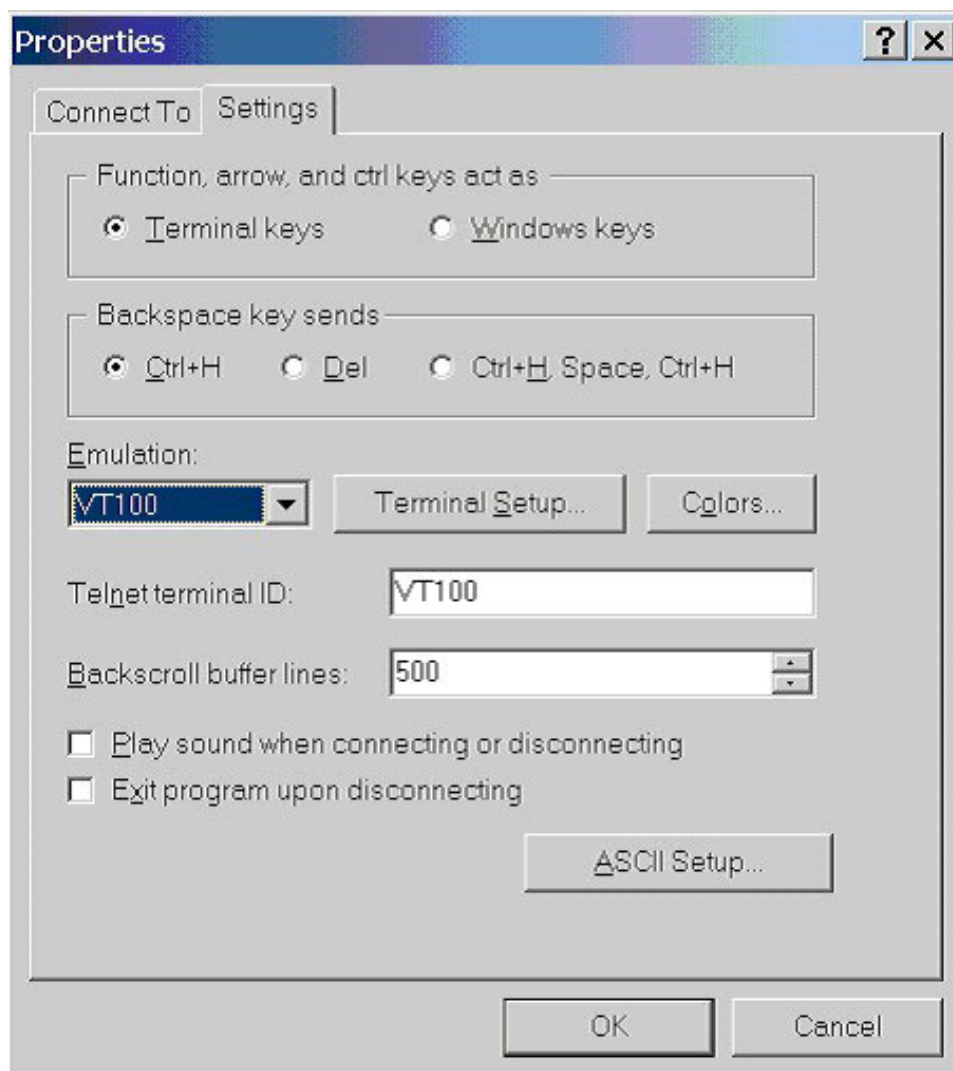 Properties
Connect To Settings
Function, arrow, and ctrl keys act as
Terminal keys Windows keys
Backspace key sends
Ctrl+H Del Ctrl+H, Space, Ctrl+H
Emulation:
VT100 Terminal Setup... Colors...
Telnet terminal ID: VT100
Backscroll buffer lines: 500
Play sound when connecting or disconnecting
Exit program upon disconnecting
ASCII Setup...
OK Cancel